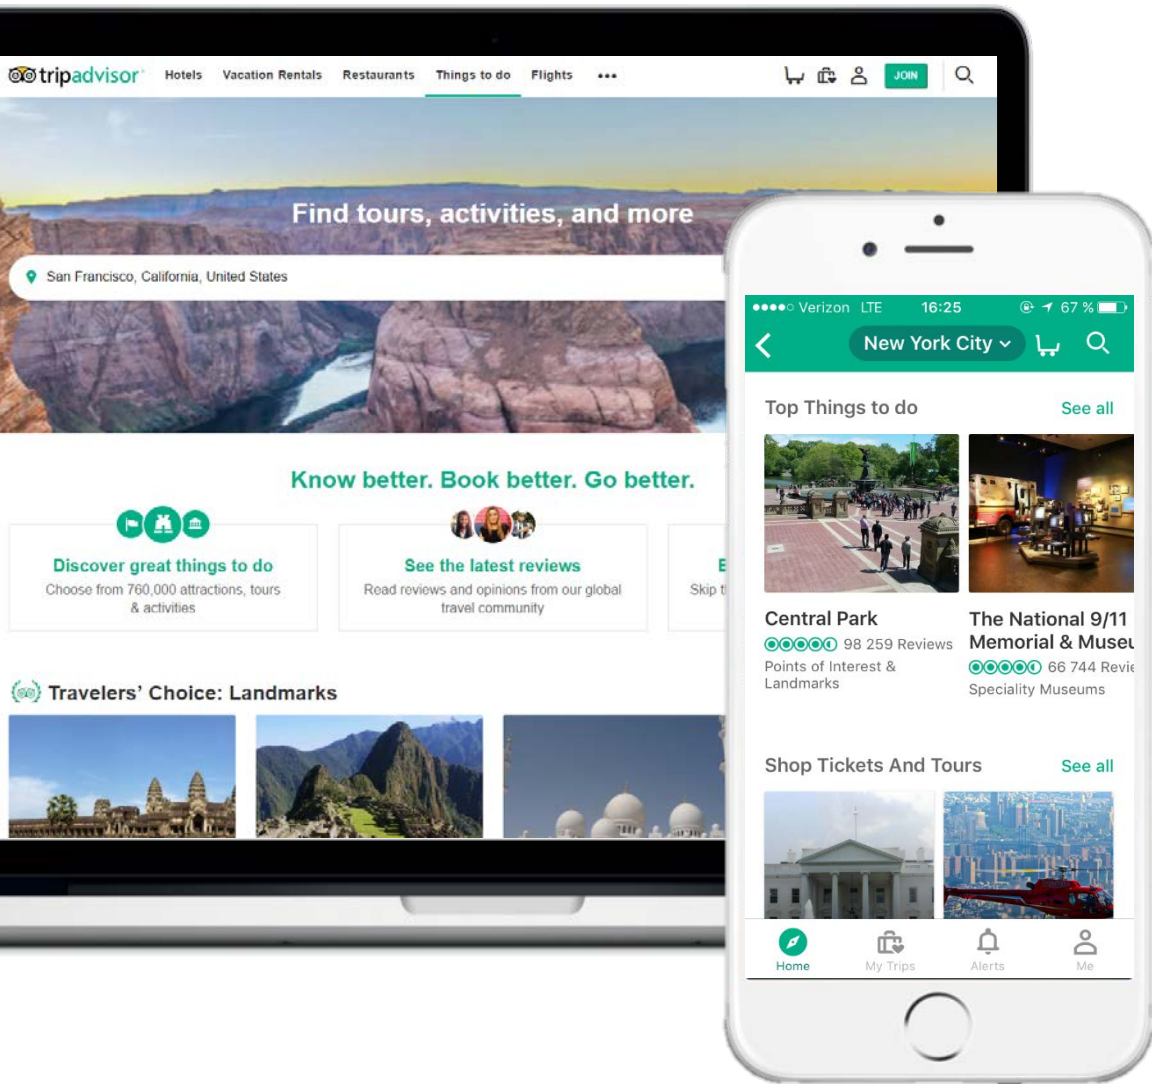 tripadvisor
Hotels Vacation Rentals Restaurants Things to do Flights ••• JOIN
Find tours, activities, and more
San Francisco, California, United States
Know better. Book better. Go better.
Discover great things to do
Choose from 760,000 attractions, tours
& activities
See the latest reviews
Read reviews and opinions from our global
travel community
E
Skip t
Travelers’ Choice: Landmarks
Verizon LTE 16:25 67 %
New York City
Top Things to do See all
Central Park
98 259 Reviews
Points of Interest &
Landmarks
The National 9/11
Memorial & Museu
66 744 Revie
Speciality Museums
Shop Tickets And Tours See all
Home My Trips Alerts Me